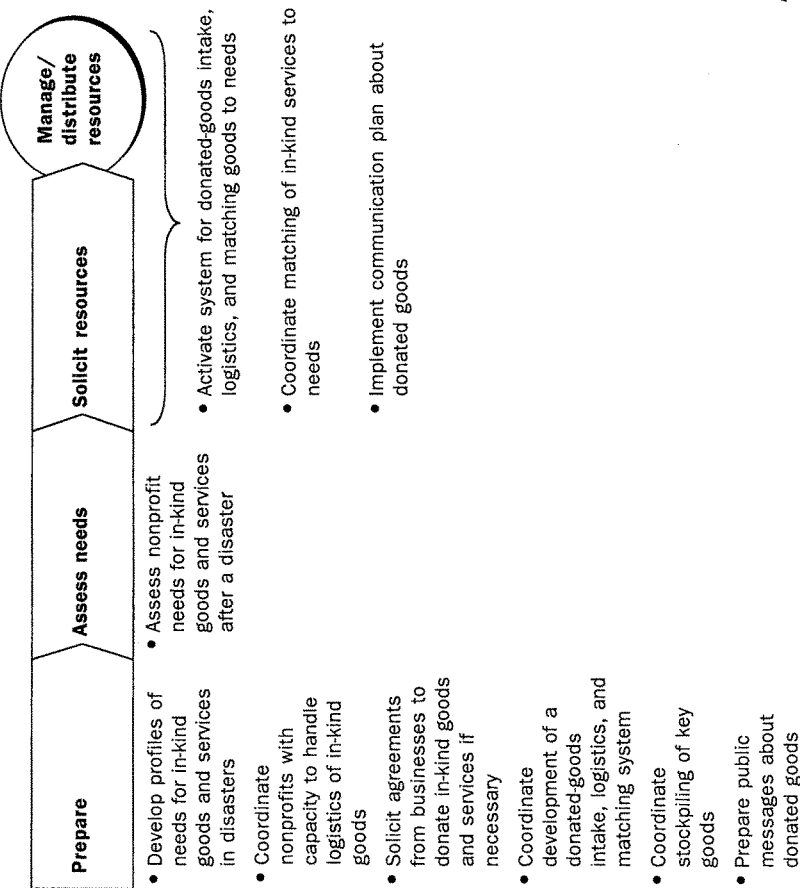 Prepare
• Develop profiles of
needs for in-kind
goods and services
in disasters
• Coordinate
nonprofits with
capacity to handle
logistics of in-kind
goods
• Solicit agreements
from businesses to
donate in-kind goods
and services if
necessary
• Coordinate
development of a
donated-goods
intake, logistics, and
matching system
• Coordinate
stockpiling of key
goods
• Prepare public
messages about
donated goods
Assess needs
• Assess nonprofit
needs for in-kind
goods and services
after a disaster
Solicit resources
Manage/
distribute
resources
• Activate system for donated-goods intake,
logistics, and matching goods to needs
• Coordinate matching of in-kind services to
needs
• Implement communication plan about
donated goods